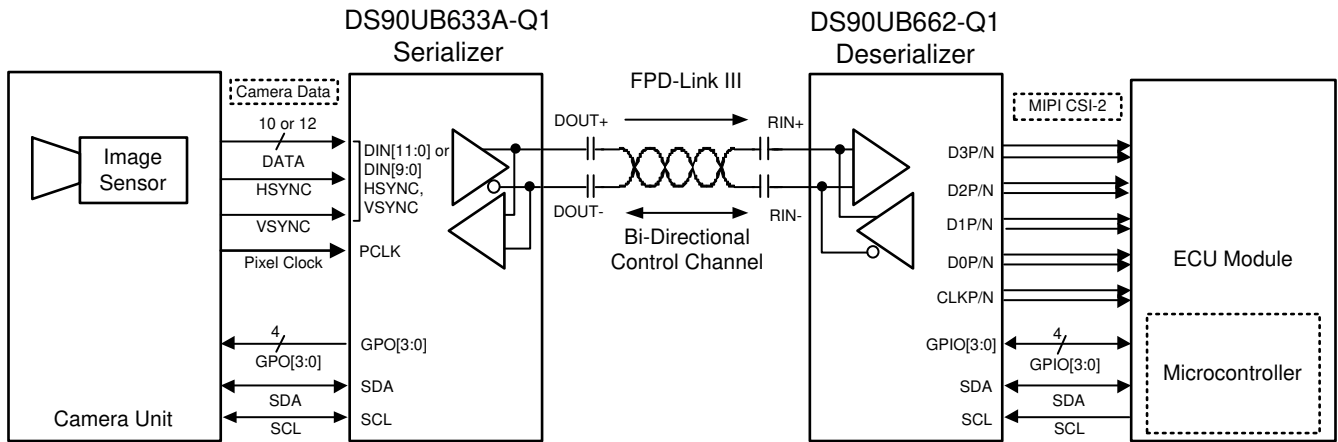 DS90UB633A-Q1
Serializer
DS90UB662-Q1
Deserializer
FPD-Link III
Camera Data
10 or 12
DATA
HSYNC
VSYNC
Pixel Clock
4
GPO[3:0]
SDA
SCL
Image
Sensor
Camera Unit
DIN[11:0] or
DIN[9:0]
HSYNC,
VSYNC
PCLK
GPO[3:0]
SDA
SCL
DOUT+
DOUT-
RIN+
RIN-
Bi-Directional
Control Channel
D3P/N
D2P/N
D1P/N
D0P/N
CLKP/N
GPIO[3:0]
SDA
SCL
MIPI CSI-2
4
GPIO[3:0]
SDA
SCL
ECU Module
Microcontroller